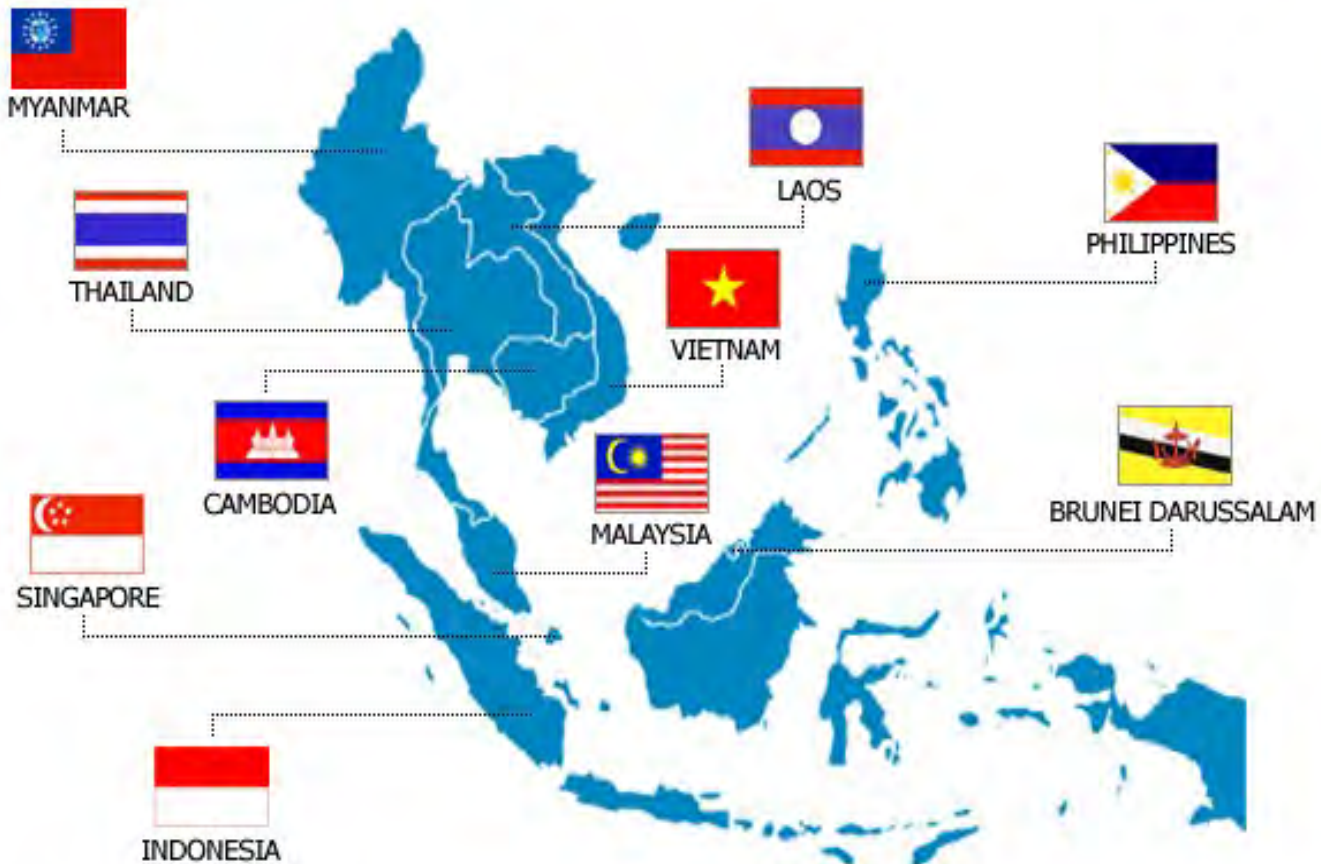 MYANMAR
LAOS
PHILIPPINES
THAILAND
VIETNAM
CAMBODIA
MALAYSIA
BRUNEI DARUSSALAM
SINGAPORE
INDONESIA